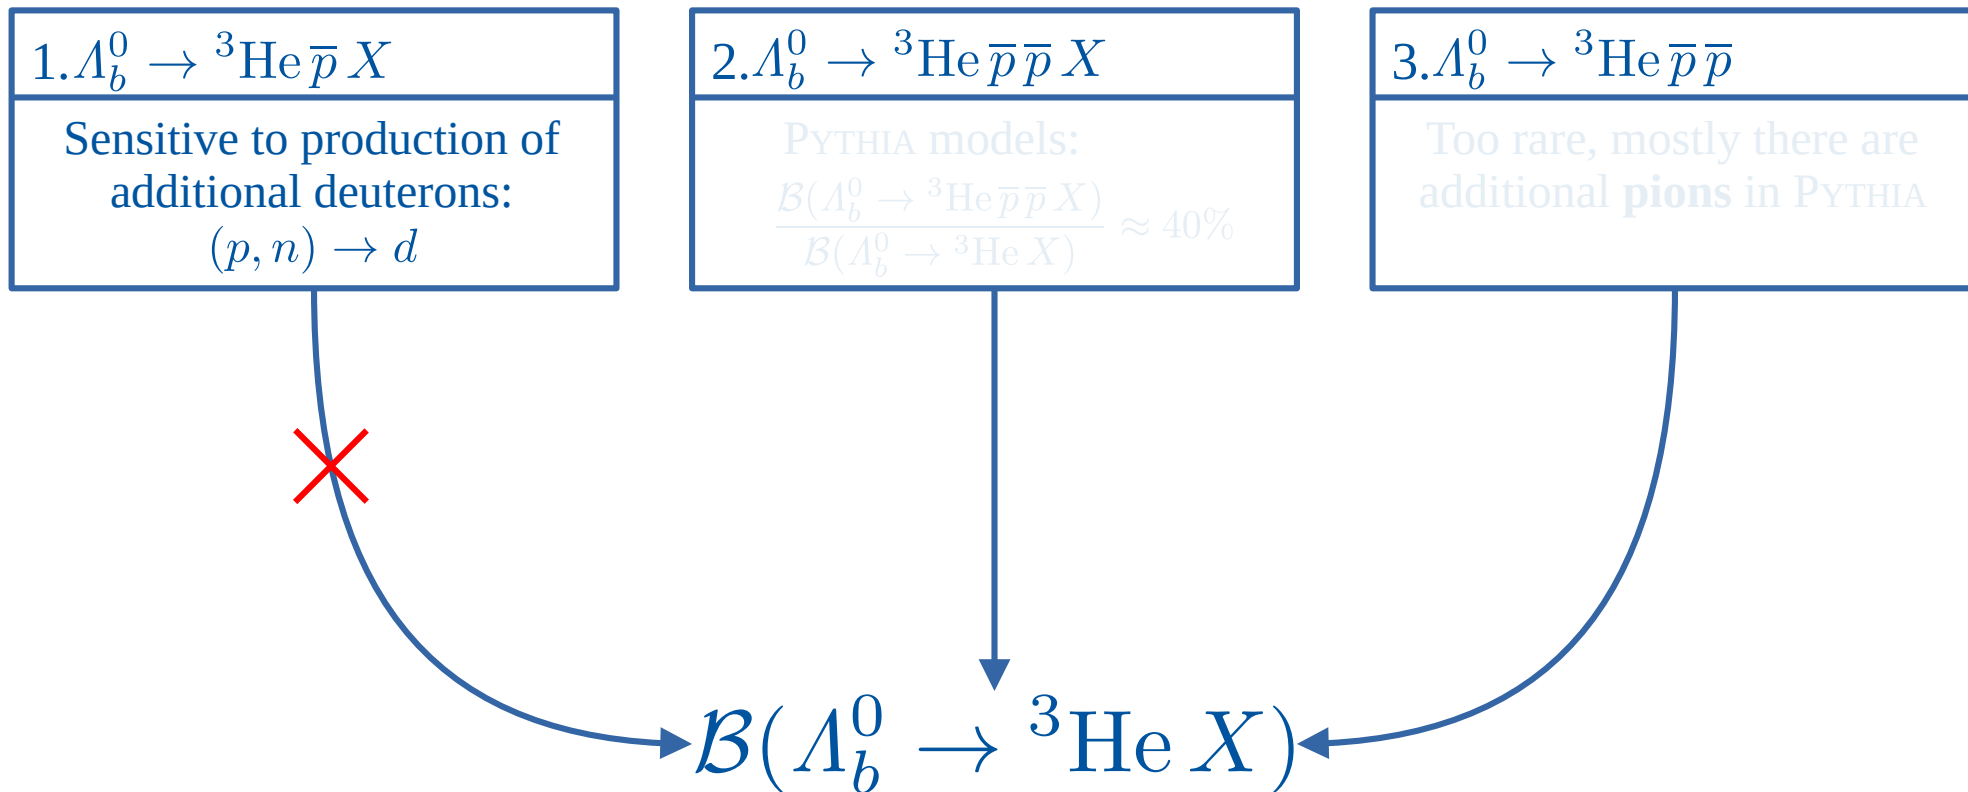 1. Λ_b^0 → ³He p̅ X
Sensitive to production of
additional deuterons:
(p, n) → d
2. Λ_b^0 → ³He p̅ p̅ X
PYTHIA models:
ℬ(Λ_b^0 → ³He p̅ p̅ X)
ℬ(Λ_b^0 → ³He X)
≈ 40%
3. Λ_b^0 → ³He p̅ p̅
Too rare, mostly there are
additional pions in PYTHIA
ℬ(Λ_b^0 → ³He X)